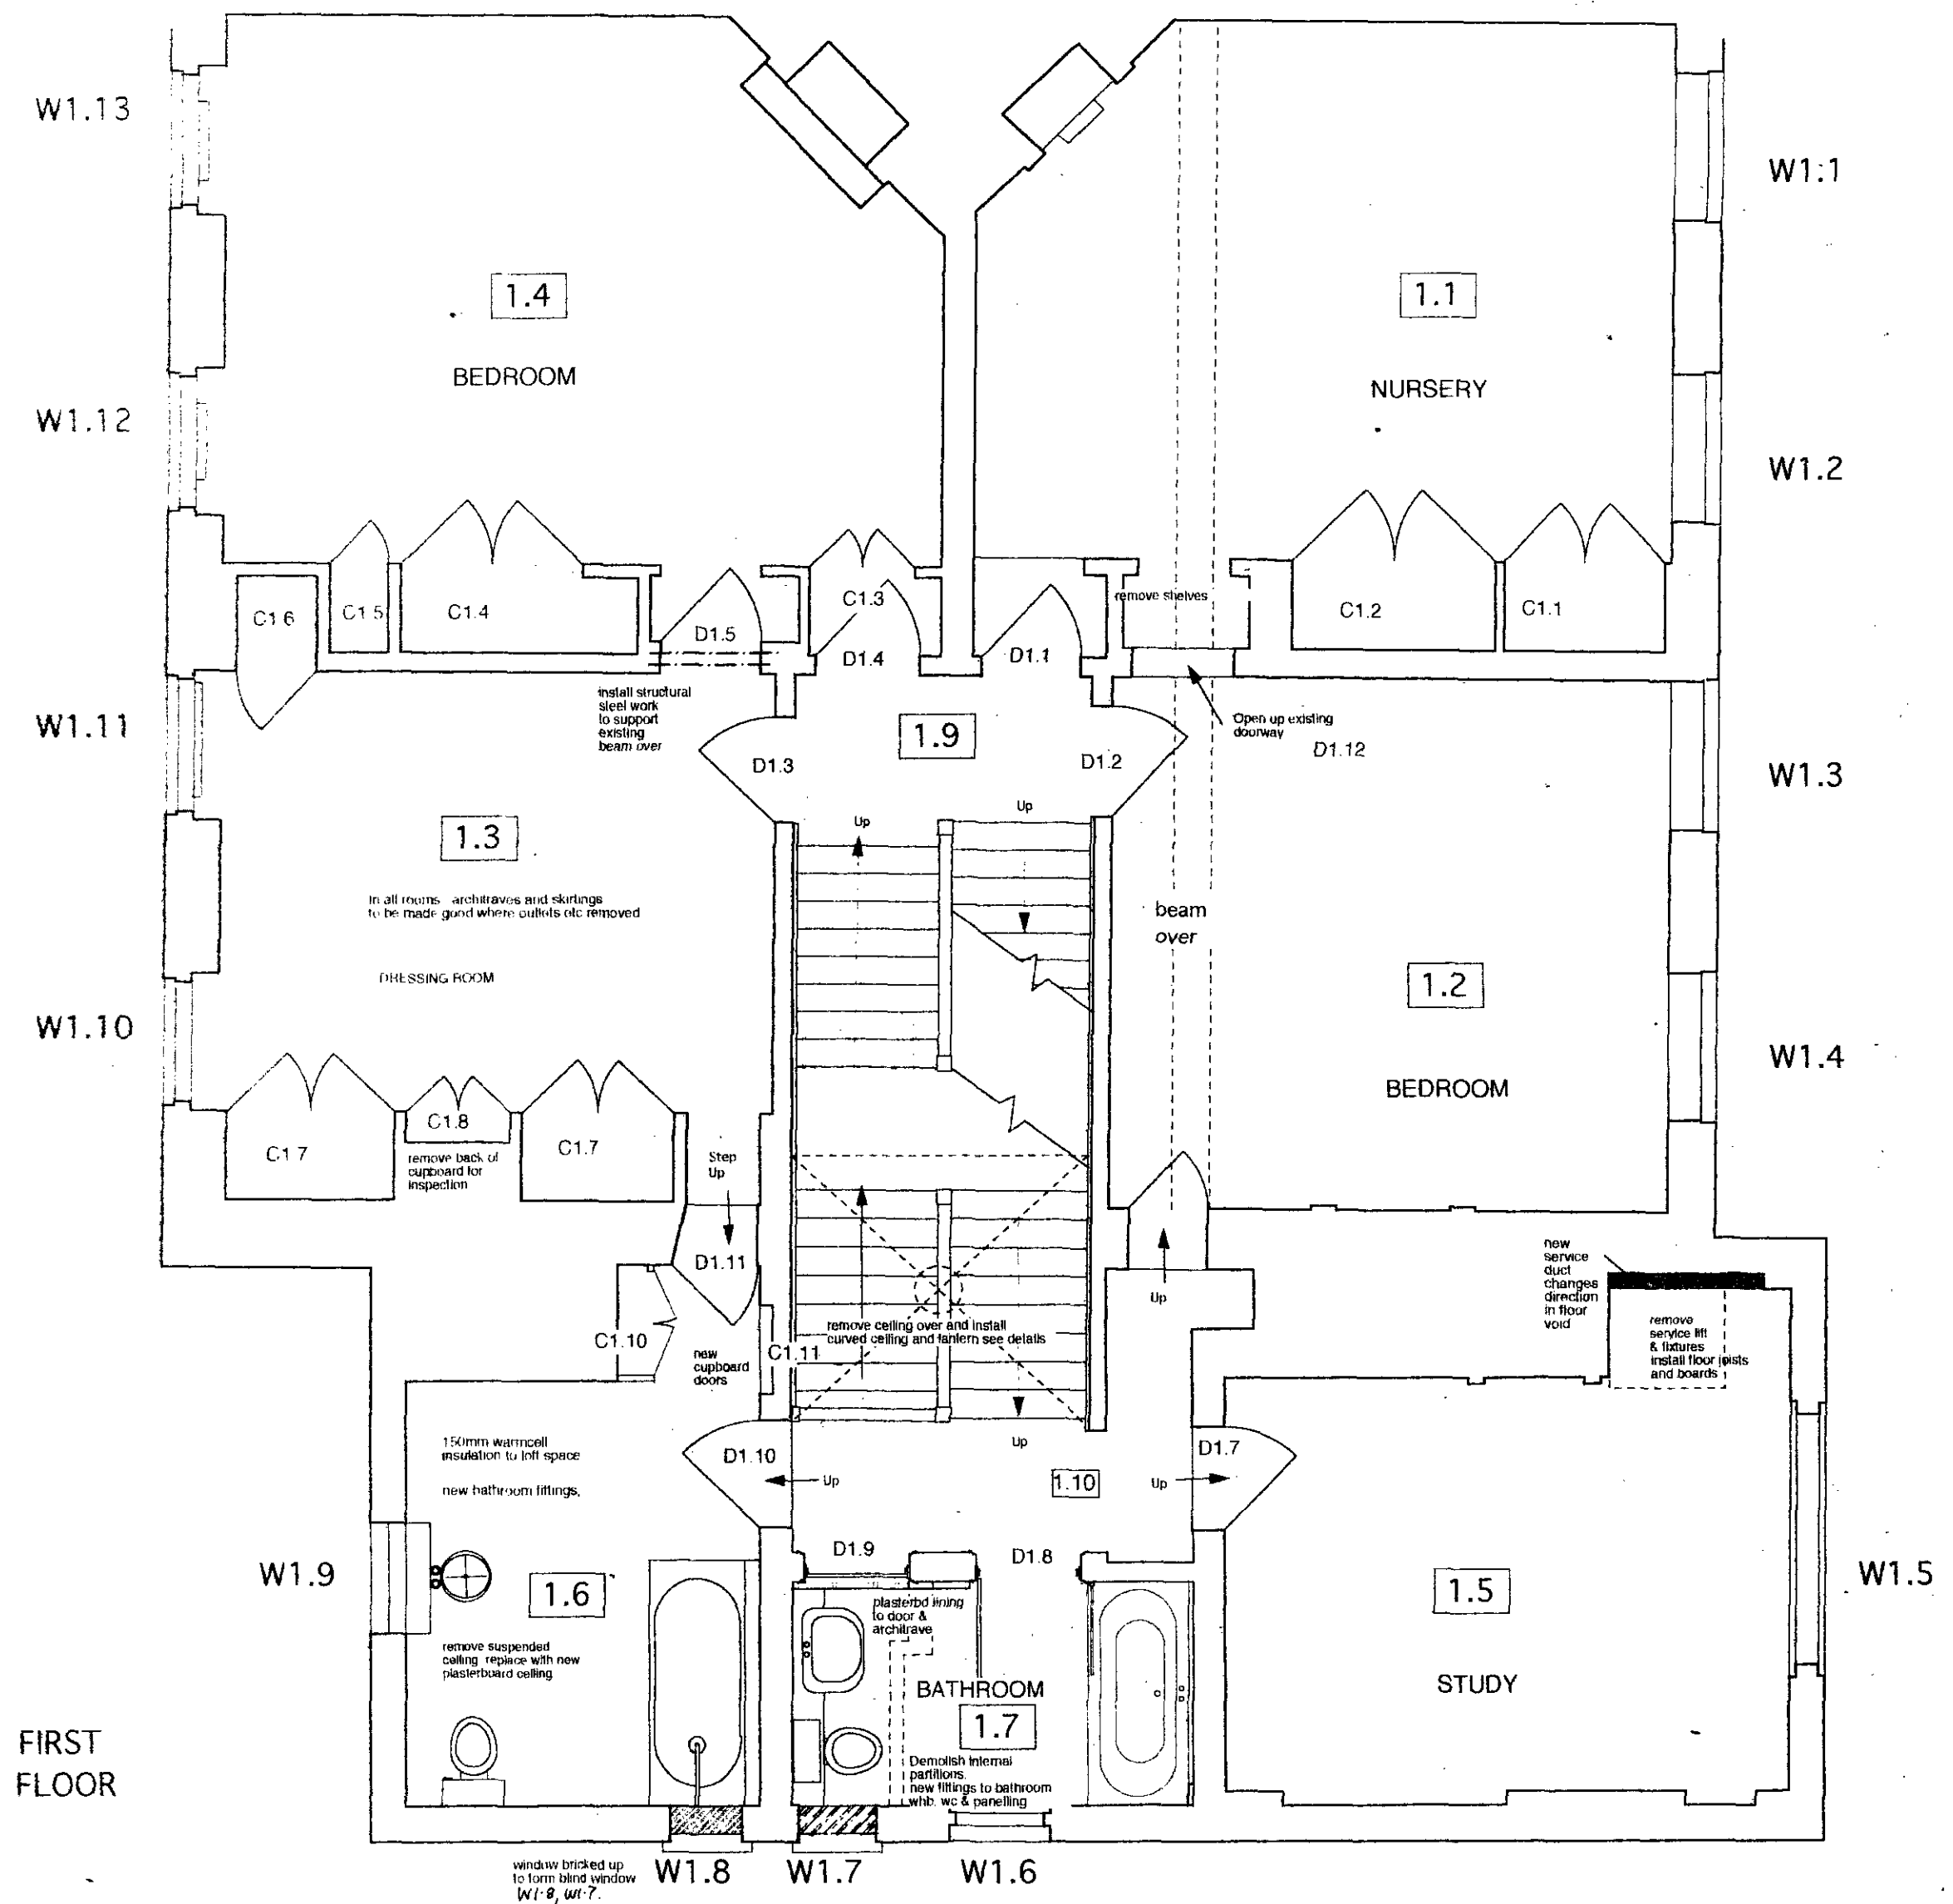 W1.13
W1:1
1.4
1.1
BEDROOM
NURSERY
W1.12
W1.2
C1.6
C1.5
C1.4
C1.3
remove shelves
C1.2
C1.1
D1.5
D1.4
D1.1
install structural
steel work
to support
existing
beam over
W1.11
1.9
Open up existing
doorway
D1.12
D1.3
D1.2
W1.3
Up
Up
1.3
In all rooms architraves and skirtings
to be made good where outlets etc removed
beam
over
DRESSING ROOM
1.2
W1.10
W1.4
BEDROOM
C1.7
C1.8
C1.7
remove back of
cupboard for
inspection
Step
Up
D1.11
new
service
duct
changes
direction
in floor
void
Up
C1.10
new
cupboard
doors
C1.11
remove ceiling over and install
curved ceiling and lantern see details
remove
service lift
& fixtures
install floor joists
and boards
150mm warmcell
insulation to loft space
new bathroom fittings,
D1.10
Up
Up
1.10
Up
D1.7
D1.9
D1.8
W1.9
1.6
1.5
W1.5
plasterbd lining
to door &
architrave
remove suspended
ceiling replace with new
plasterboard ceiling
BATHROOM
1.7
STUDY
Demolish internal
partitions.
new fittings to bathroom
whb. wc & panelling
FIRST
FLOOR
window bricked up
to form blind window
W1·8, W1·7.
W1.8
W1.7
W1.6